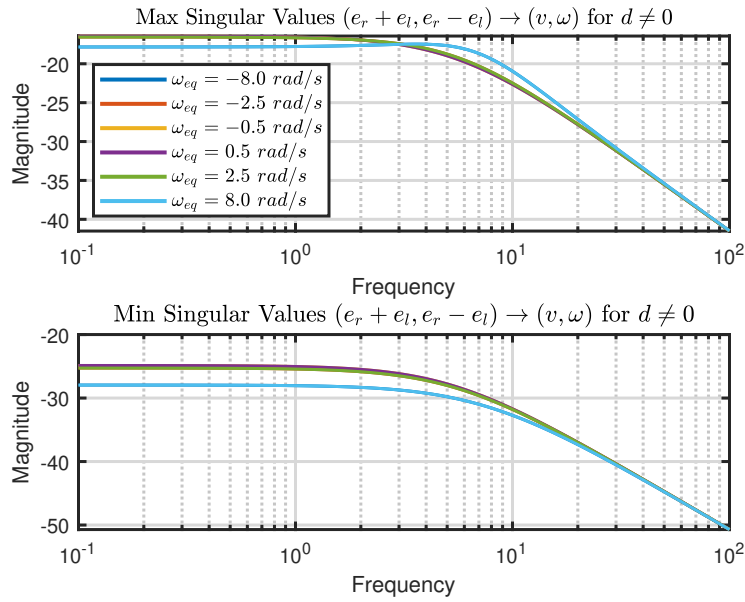 Max Singular Values (e_r + e_l, e_r − e_l) → (v, ω) for d ≠ 0
-20
-25
-30
-35
-40
Magnitude
ω_eq = −8.0 rad/s
ω_eq = −2.5 rad/s
ω_eq = −0.5 rad/s
ω_eq = 0.5 rad/s
ω_eq = 2.5 rad/s
ω_eq = 8.0 rad/s
10^-1 10^0 10^1 10^2
Frequency
Min Singular Values (e_r + e_l, e_r − e_l) → (v, ω) for d ≠ 0
-20
-30
-40
-50
Magnitude
10^-1 10^0 10^1 10^2
Frequency